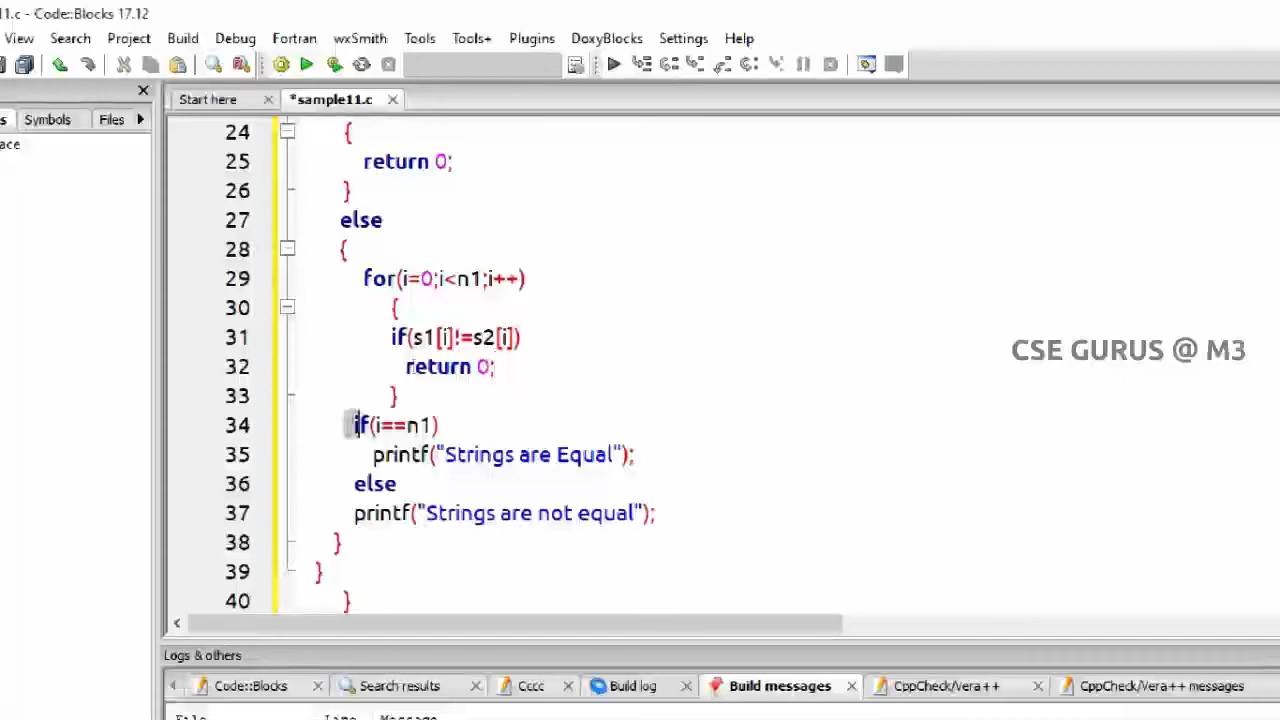 11.c - Code::Blocks 17.12
View Search Project Build Debug Fortran wxSmith Tools Tools+ Plugins DoxyBlocks Settings Help
Start here *sample11.c
s Symbols Files
ace
24 {
25 return 0;
26 }
27 else
28 {
29 for(i=0;i<n1;i++)
30 {
31 if(s1[i]!=s2[i])
32 return 0;
33 }
34 if(i==n1)
35 printf("Strings are Equal");
36 else
37 printf("Strings are not equal");
38 }
39 }
40 }
CSE GURUS @ M3
Logs & others
Code::Blocks Search results Cccc Build log Build messages CppCheck/Vera++ CppCheck/Vera++ messages
File Line Message